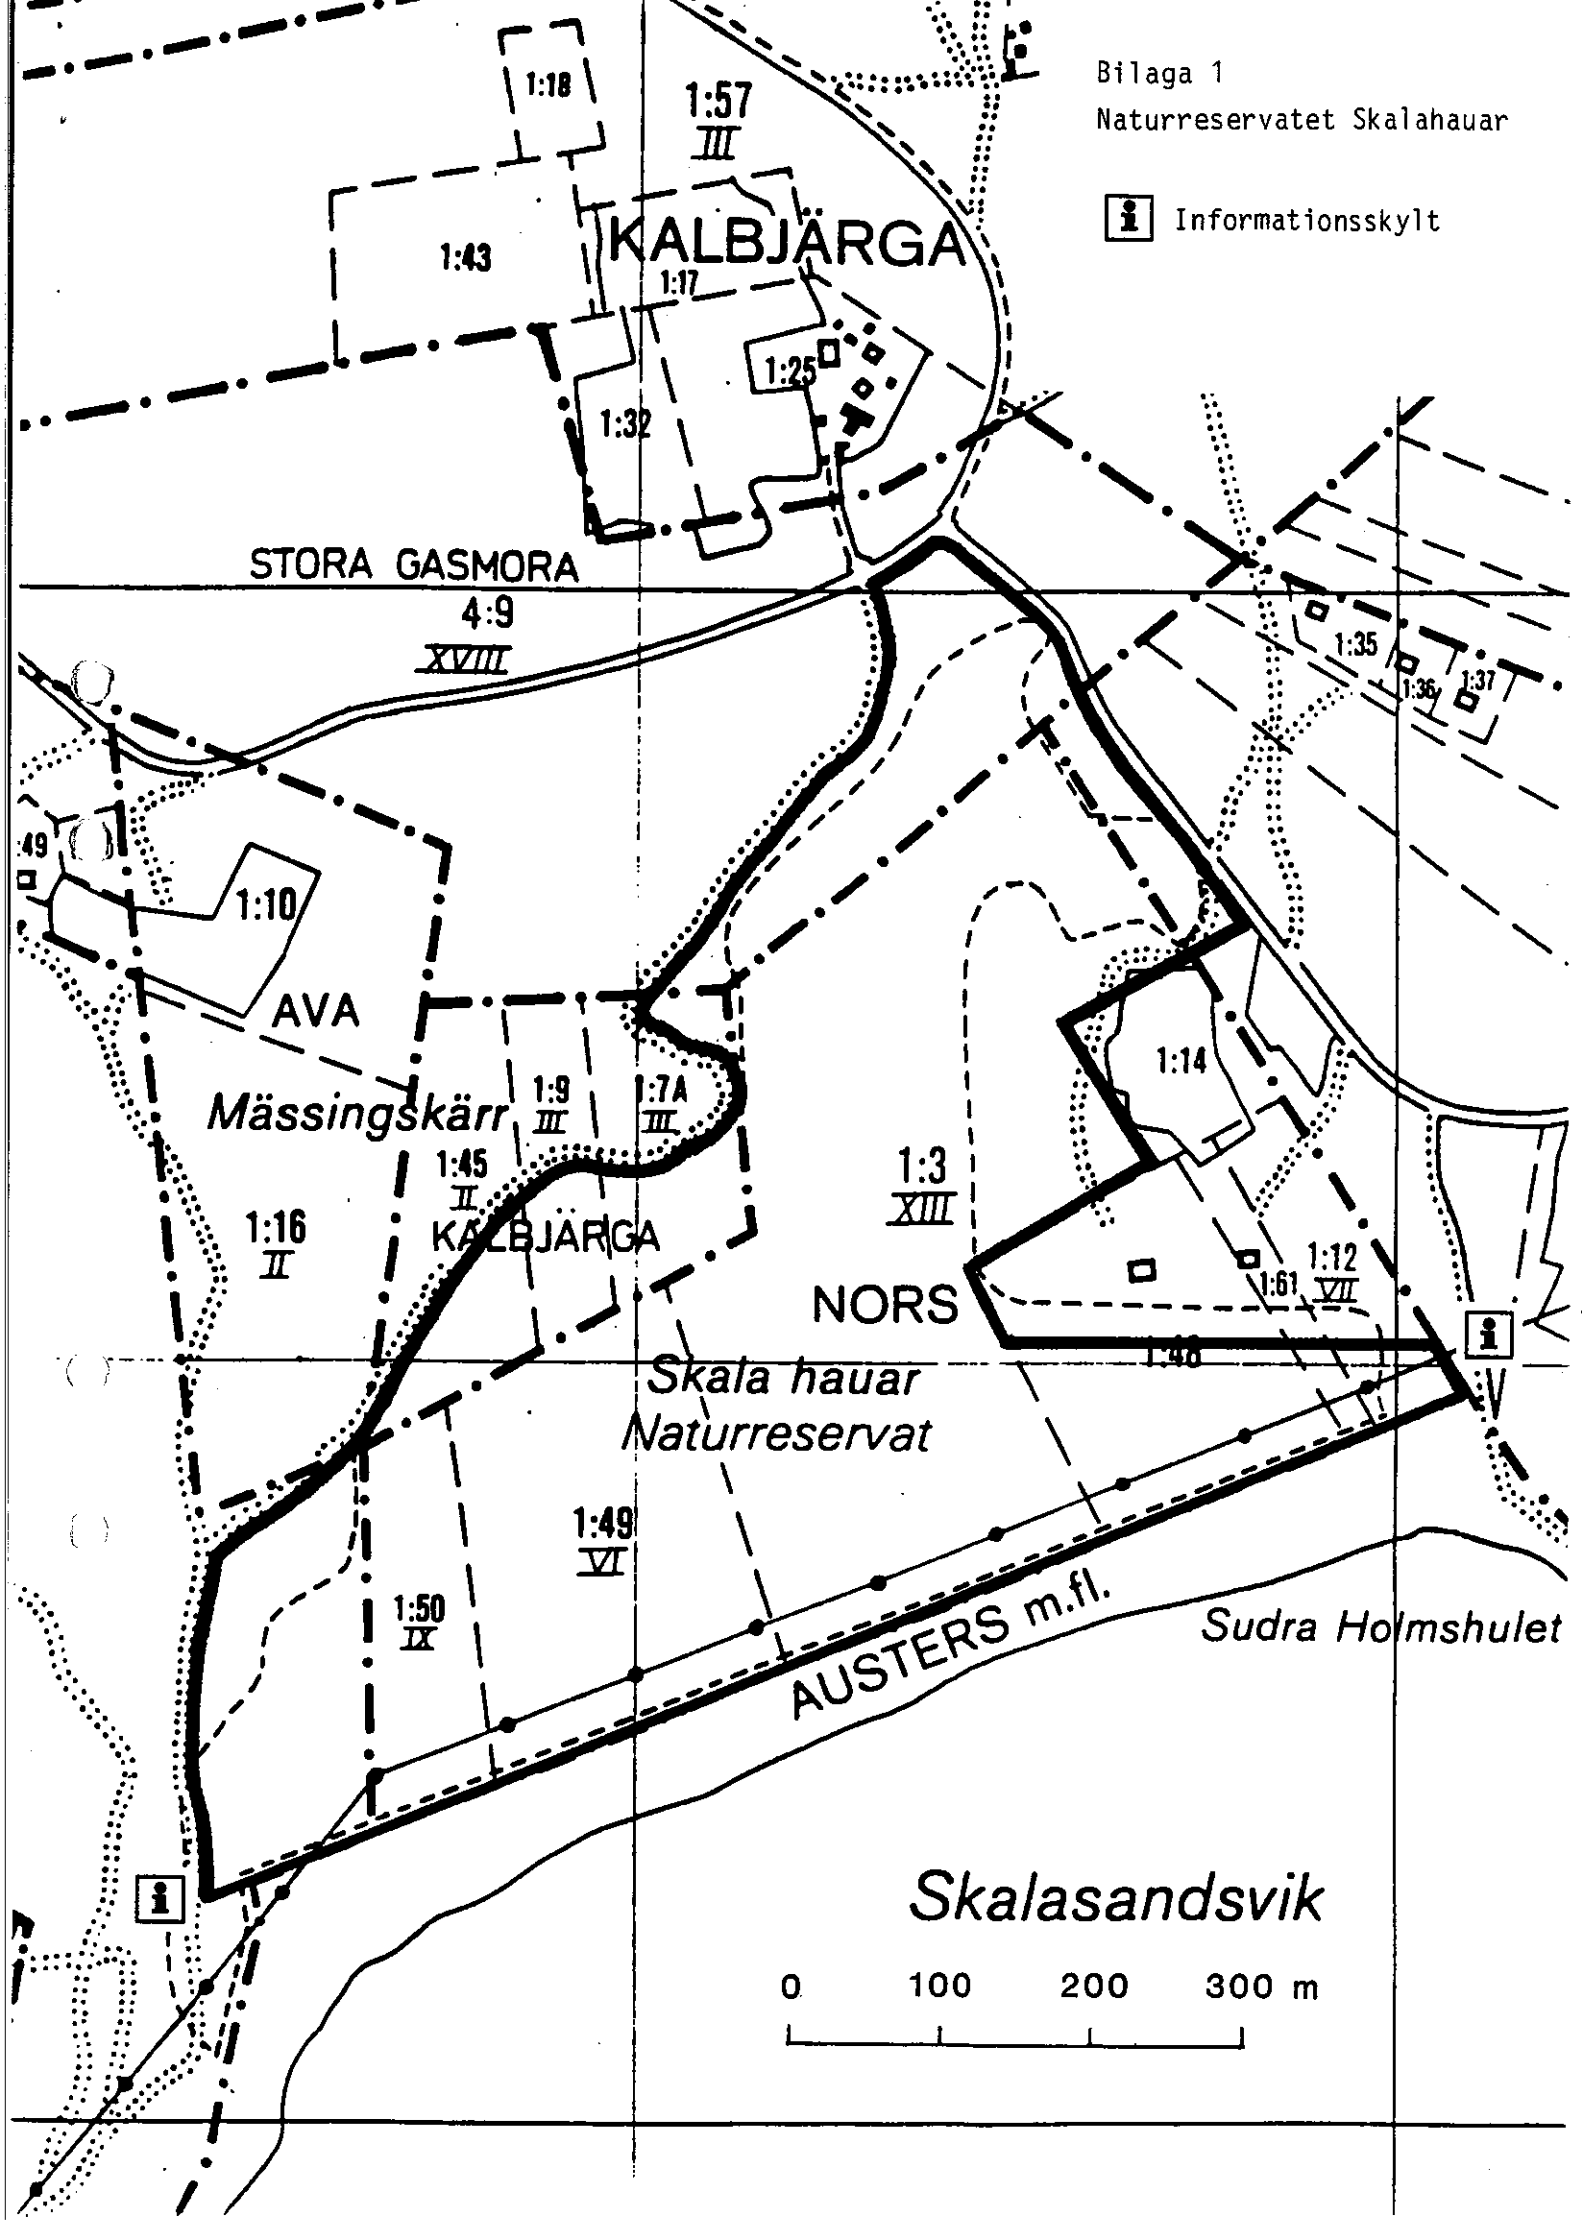 Bilaga 1
Naturreservatet Skalahauar
i Informationsskylt
1:18
1:57
III
KALBJÄRGA
1:43
1:17
1:25
1:32
STORA GASMORA
4:9
XVIII
1:35
1:36
1:37
:49
1:10
AVA
Mässingskärr
1:9
III
1:7A
III
1:14
1:45
II
1:3
XIII
1:16
II
KALBJÄRGA
1:61
1:12
VII
NORS
i
1:48
Skala hauar
Naturreservat
1:49
VI
1:50
IX
AUSTERS m.fl.
Sudra Holmshulet
i
Skalasandsvik
0 100 200 300 m